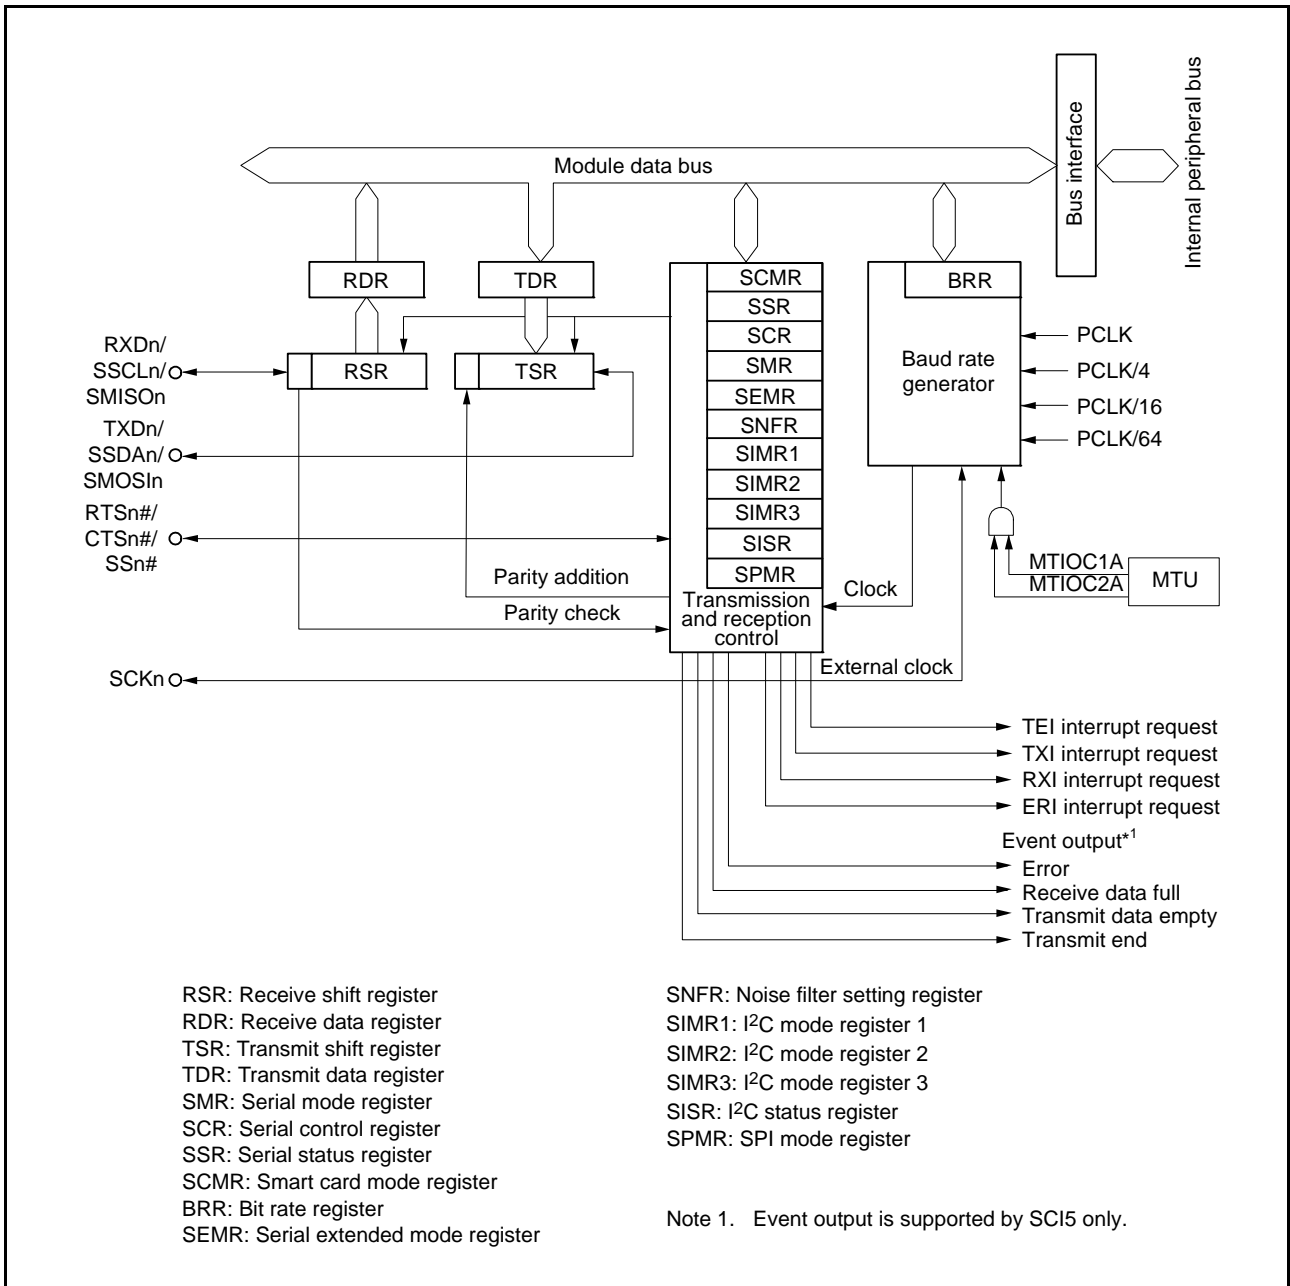 Module data bus
Bus interface
Internal peripheral bus
RDR
TDR
SCMR
SSR
SCR
SMR
SEMR
SNFR
SIMR1
SIMR2
SIMR3
SISR
SPMR
Transmission
and reception
control
BRR
Baud rate
generator
PCLK
PCLK/4
PCLK/16
PCLK/64
RXDn/
SSCLn/
SMISOn
RSR
TSR
TXDn/
SSDAn/
SMOSIn
RTSn#/
CTSn#/
SSn#
Parity addition
Parity check
Clock
MTIOC1A
MTIOC2A
MTU
SCKn
External clock
TEI interrupt request
TXI interrupt request
RXI interrupt request
ERI interrupt request
Event output*1
Error
Receive data full
Transmit data empty
Transmit end
RSR: Receive shift register
RDR: Receive data register
TSR: Transmit shift register
TDR: Transmit data register
SMR: Serial mode register
SCR: Serial control register
SSR: Serial status register
SCMR: Smart card mode register
BRR: Bit rate register
SEMR: Serial extended mode register
SNFR: Noise filter setting register
SIMR1: I2C mode register 1
SIMR2: I2C mode register 2
SIMR3: I2C mode register 3
SISR: I2C status register
SPMR: SPI mode register
Note 1. Event output is supported by SCI5 only.